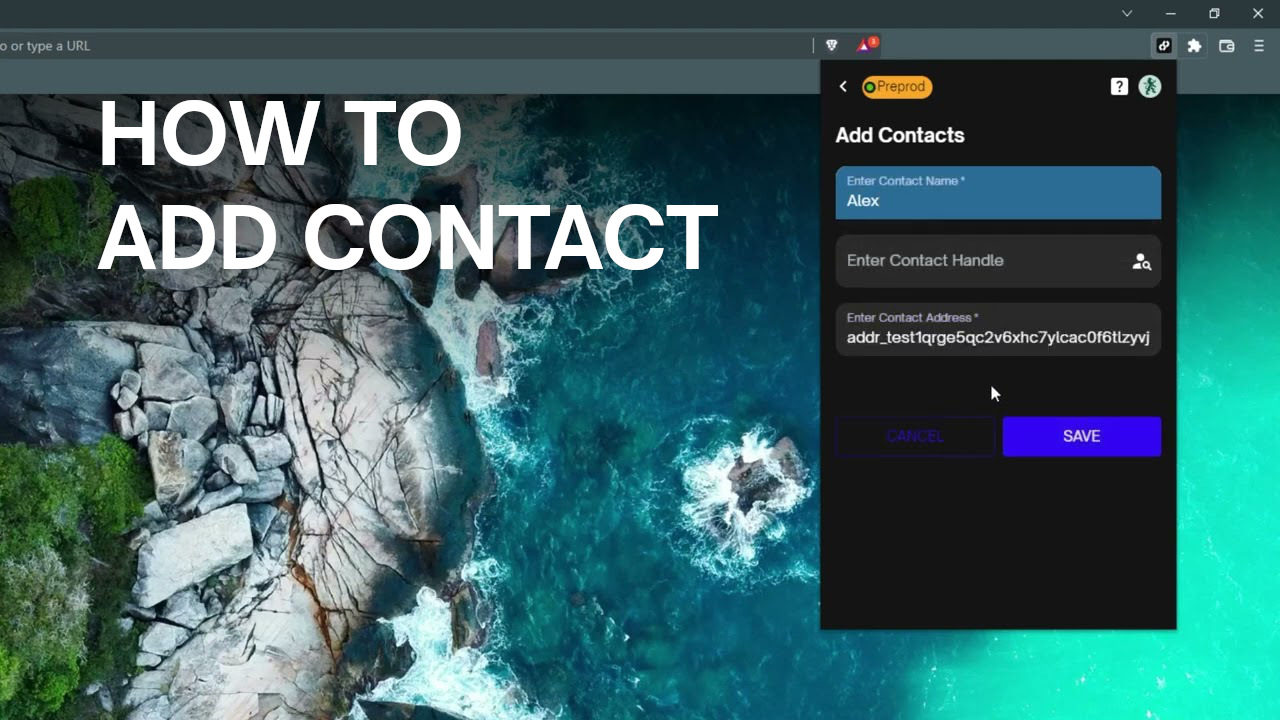 o or type a URL
1
HOW TO
ADD CONTACT
Preprod
?
Add Contacts
Enter Contact Name *
Alex
Enter Contact Handle
Enter Contact Address *
addr_test1qrge5qc2v6xhc7ylcac0f6tlzyvj
CANCEL
SAVE